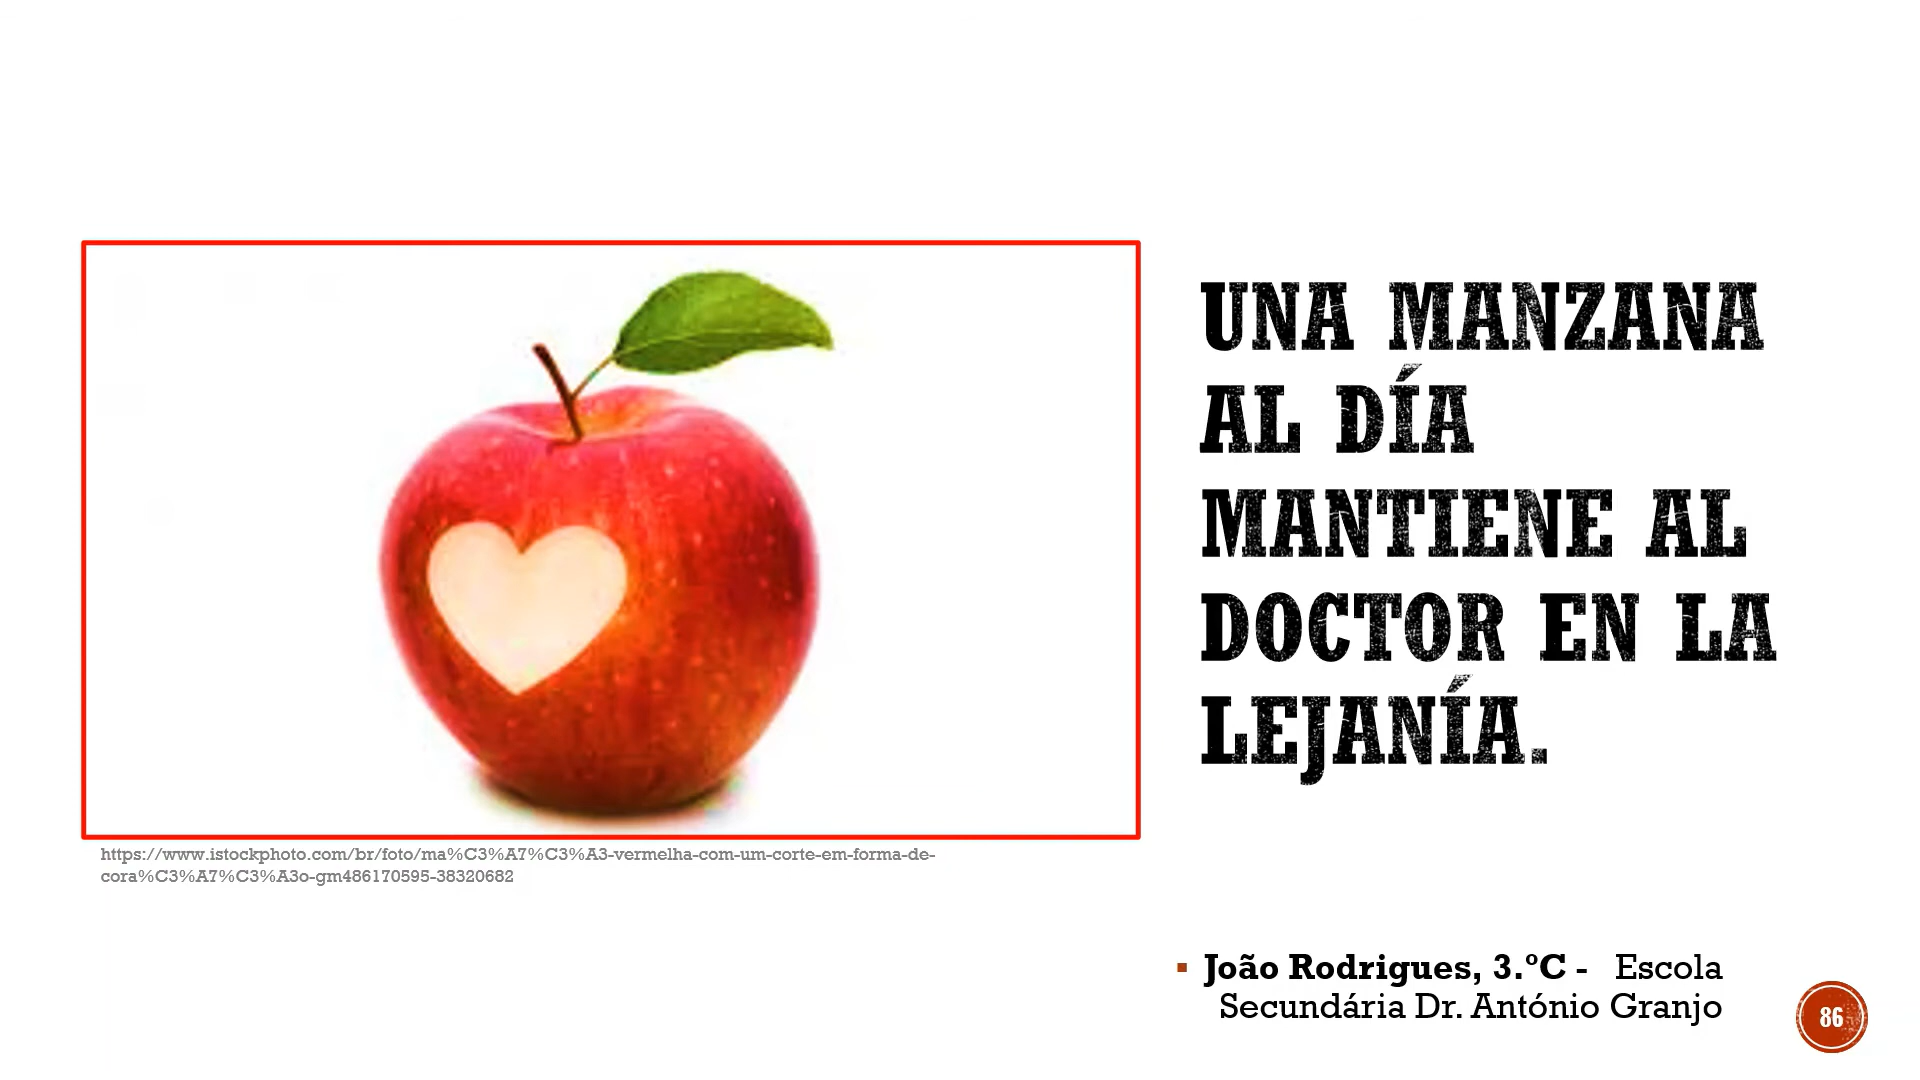 UNA MANZANA
AL DÍA
MANTIENE AL
DOCTOR EN LA
LEJANÍA.
https://www.istockphoto.com/br/foto/ma%C3%A7%C3%A3-vermelha-com-um-corte-em-forma-de-
cora%C3%A7%C3%A3o-gm486170595-38320682
▪ João Rodrigues, 3.ºC - Escola
Secundária Dr. António Granjo
86